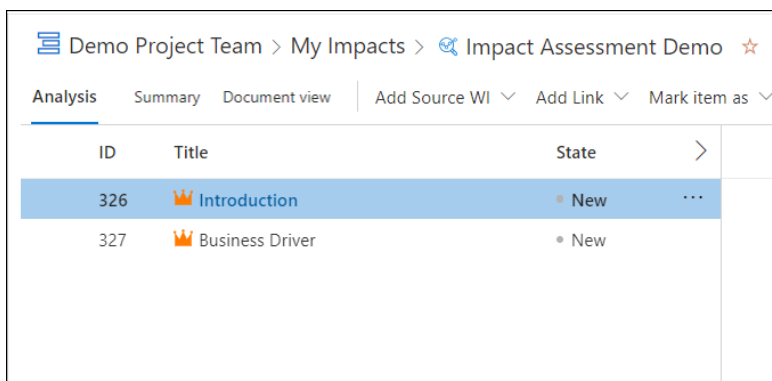 Demo Project Team > My Impacts > Impact Assessment Demo
Analysis Summary Document view Add Source WI Add Link Mark item as
ID Title State
326 Introduction New ...
327 Business Driver New